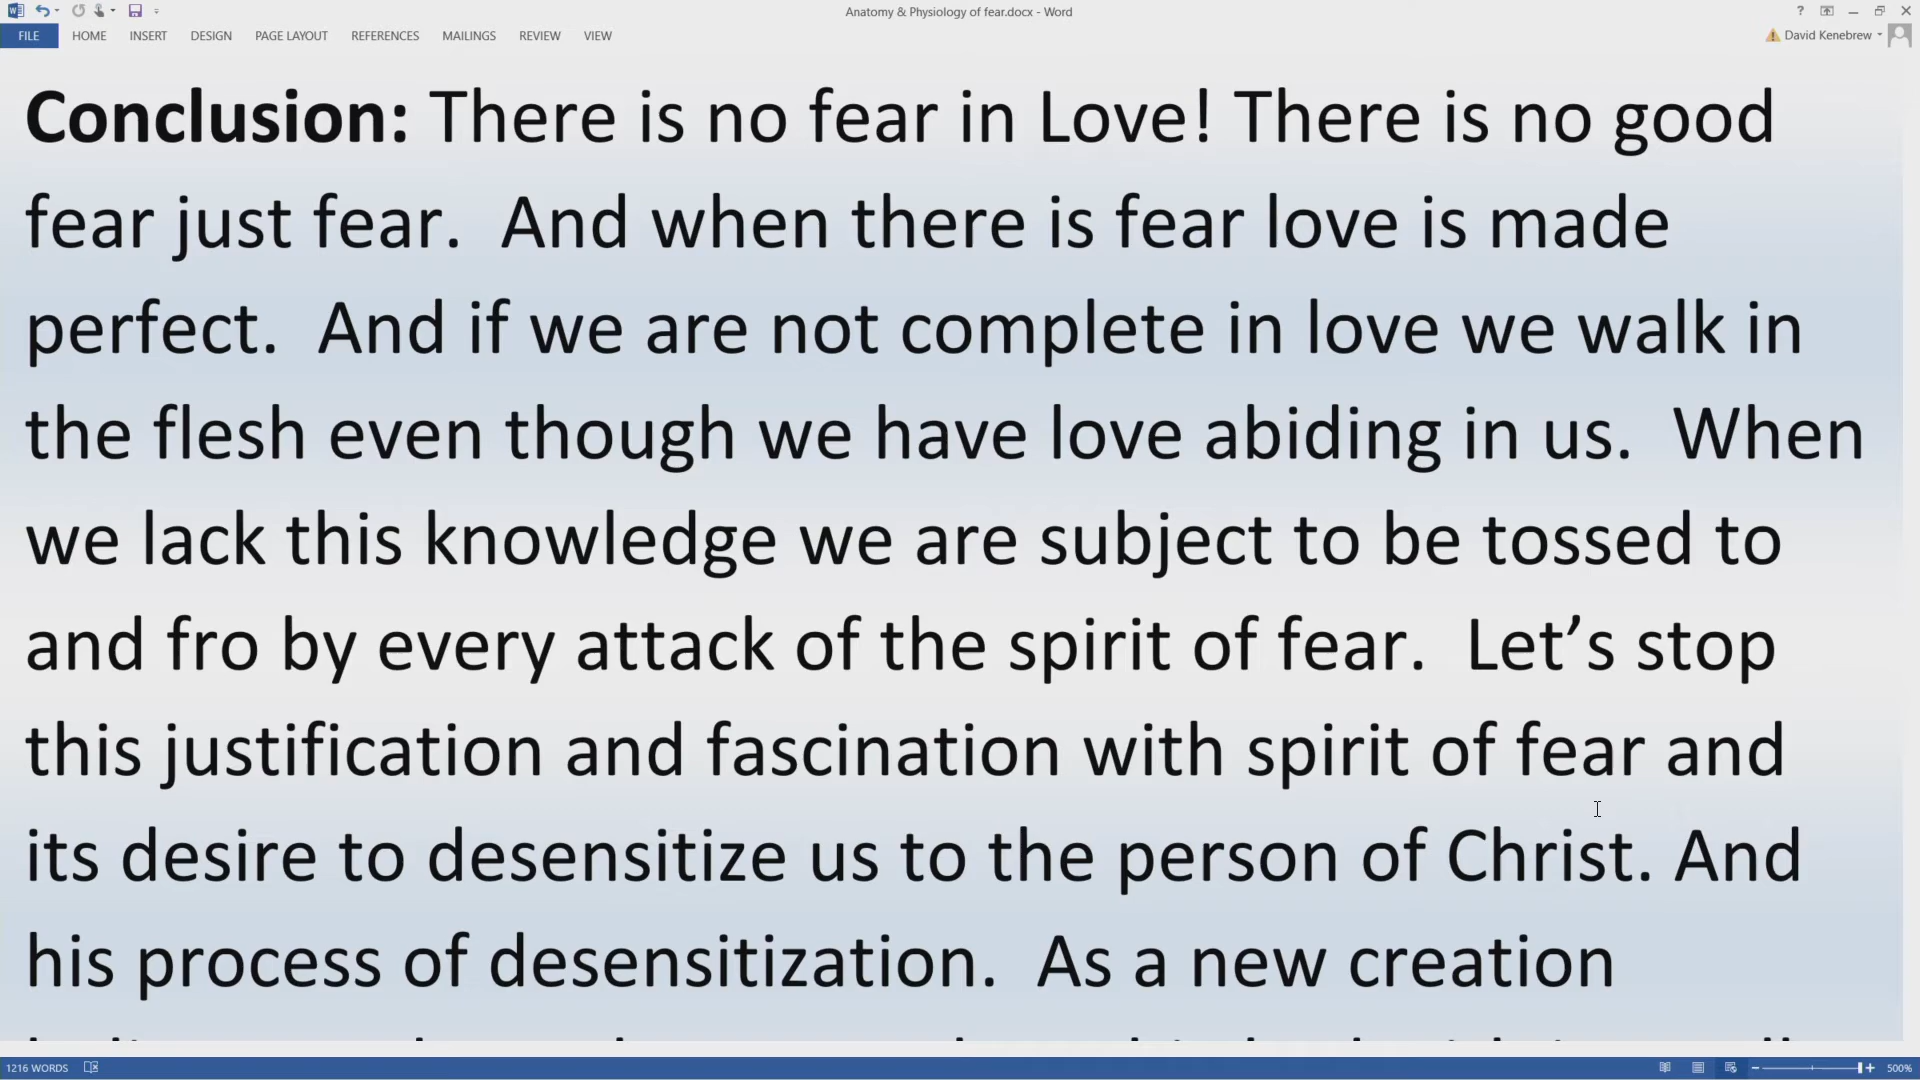 Anatomy & Physiology of fear.docx - Word
?
FILE HOME INSERT DESIGN PAGE LAYOUT REFERENCES MAILINGS REVIEW VIEW
David Kenebrew
Conclusion: There is no fear in Love! There is no good
fear just fear.  And when there is fear love is made
perfect.  And if we are not complete in love we walk in
the flesh even though we have love abiding in us.  When
we lack this knowledge we are subject to be tossed to
and fro by every attack of the spirit of fear.  Let’s stop
this justification and fascination with spirit of fear and
its desire to desensitize us to the person of Christ. And
his process of desensitization.  As a new creation
1216 WORDS
500%